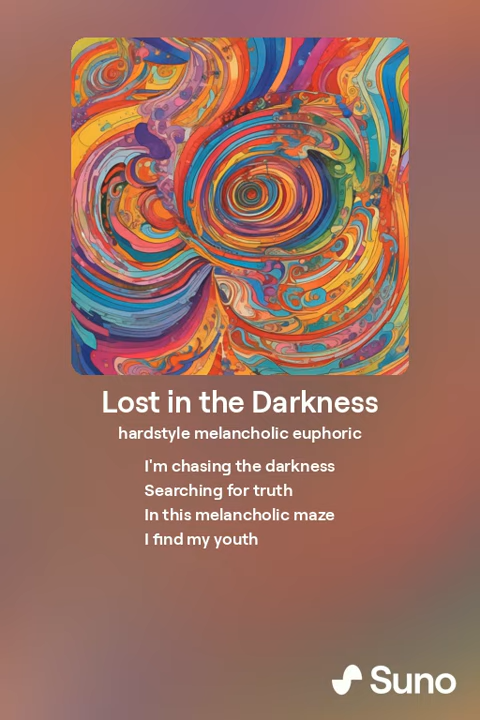 Lost in the Darkness
hardstyle melancholic euphoric
I'm chasing the darkness
Searching for truth
In this melancholic maze
I find my youth
Suno